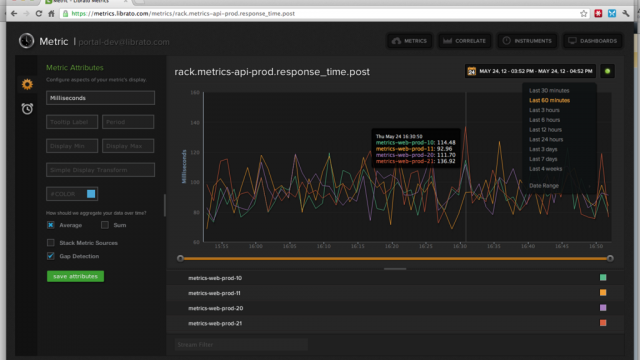 Metric - Librato Metrics
https://metrics.librato.com/metrics/rack.metrics-api-prod.response_time.post
Metric | portal-dev@librato.com
METRICS
CORRELATE
INSTRUMENTS
DASHBOARDS
Metric Attributes
Configure aspects of your metric's display.
Milliseconds
Tooltip Label
Period
Display Min
Display Max
Simple Display Transform
#COLOR
How should we aggregate your data over time?
Average
Sum
Stack Metric Sources
Gap Detection
save attributes
rack.metrics-api-prod.response_time.post
MAY 24, 12 - 03:52 PM - MAY 24, 12 - 04:52 PM
Last 30 minutes
Last 60 minutes
Last 3 hours
Last 6 hours
Last 12 hours
Last 24 hours
Last 3 days
Last 7 days
Last 4 weeks
Date Range
Thu May 24 16:30:50
metrics-web-prod-10: 114.48
metrics-web-prod-11: 92.96
metrics-web-prod-20: 111.70
metrics-web-prod-21: 136.92
Milliseconds
160
140
120
100
80
60
15:55 16:00 16:05 16:10 16:15 16:20 16:25 16:30 16:35 16:40 16:45 16:50
metrics-web-prod-10
metrics-web-prod-11
metrics-web-prod-20
metrics-web-prod-21
Stream Filter